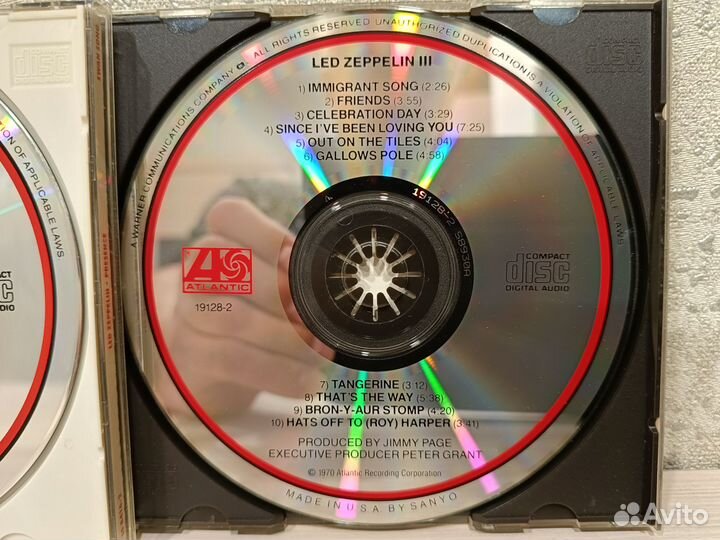 A WARNER COMMUNICATIONS COMPANY ALL RIGHTS RESERVED UNAUTHORIZED DUPLICATION IS A VIOLATION OF APPLICABLE LAWS
LED ZEPPELIN III
1) IMMIGRANT SONG (2:26)
2) FRIENDS (3:55)
3) CELEBRATION DAY (3:29)
4) SINCE I'VE BEEN LOVING YOU (7:25)
5) OUT ON THE TILES (4:04)
6) GALLOWS POLE (4:58)
19128-2 S8930A
ATLANTIC
19128-2
COMPACT
disc
DIGITAL AUDIO
7) TANGERINE (3:12)
8) THAT'S THE WAY (5:38)
9) BRON-Y-AUR STOMP (4:20)
10) HATS OFF TO (ROY) HARPER (3:41)
PRODUCED BY JIMMY PAGE
EXECUTIVE PRODUCER PETER GRANT
© 1970 Atlantic Recording Corporation
MADE IN U.S.A. BY SANYO
OF APPLICABLE LAWS
LED ZEPPELIN · PRESENCE
disc
Avito